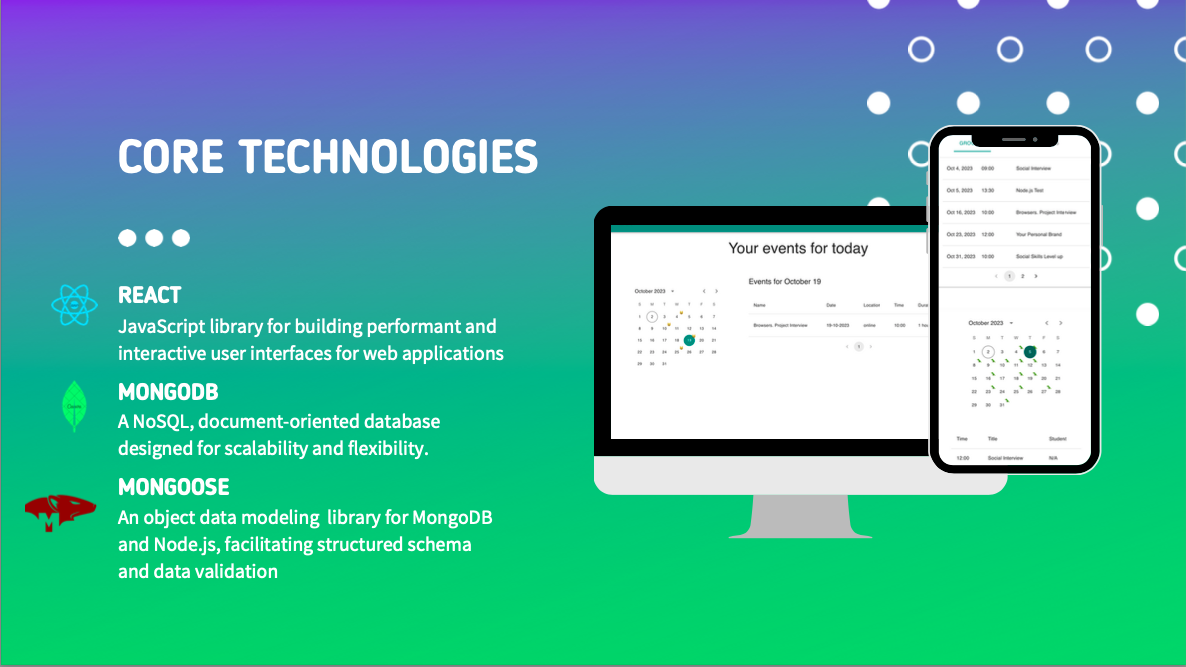 CORE TECHNOLOGIES
REACT
JavaScript library for building performant and
interactive user interfaces for web applications
MONGODB
A NoSQL, document-oriented database
designed for scalability and flexibility.
MONGOOSE
An object data modeling library for MongoDB
and Node.js, facilitating structured schema
and data validation
Your events for today
October 2023
S M T W T F S
1 2 3 4 5 6 7
8 9 10 11 12 13 14
15 16 17 18 19 20 21
22 23 24 25 26 27 28
29 30 31
Events for October 19
Name Date Location Time
Browsers. Project Interview 19-10-2023 online 10:00 1
1
Oct 4, 2023 09:00 Social Interview
Oct 5, 2023 13:30 Node.js Test
Oct 16, 2023 10:00 Browsers. Project Interview
Oct 23, 2023 12:00 Your Personal Brand
Oct 31, 2023 10:00 Social Skills Level up
1 2
October 2023
S M T W T F S
1 2 3 4 5 6 7
8 9 10 11 12 13 14
15 16 17 18 19 20 21
22 23 24 25 26 27 28
29 30 31
Time Title Student
12:00 Social Interview N/A